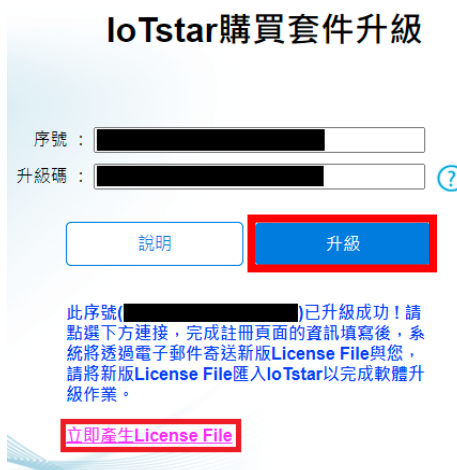 IoTstar購買套件升級
序號 :
升級碼 :
?
說明
升級
此序號(
)已升級成功！請
點選下方連接，完成註冊頁面的資訊填寫後，系
統將透過電子郵件寄送新版License File與您，
請將新版License File匯入IoTstar以完成軟體升
級作業。
立即產生License File